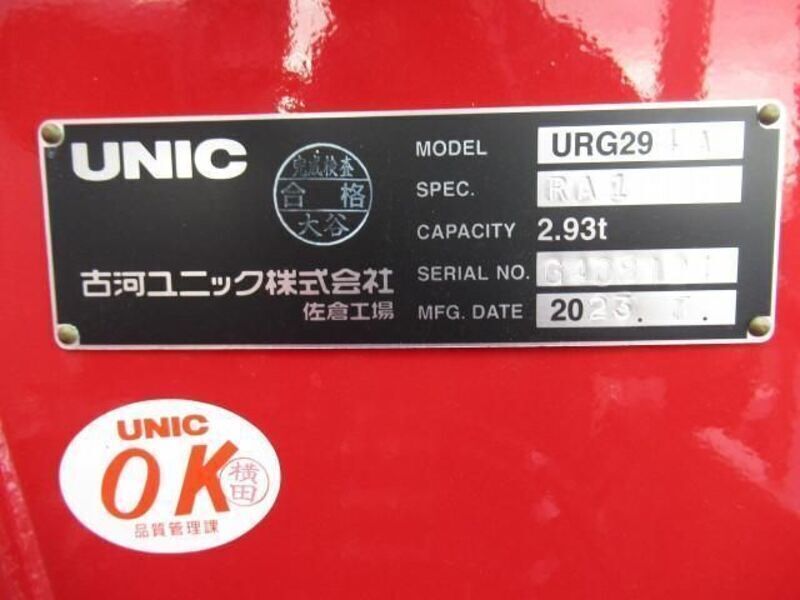 UNIC
完成検査
合格
大谷
古河ユニック株式会社
佐倉工場
MODEL URG294A
SPEC. RA1
CAPACITY 2.93t
SERIAL NO.
MFG. DATE 2023.
UNIC
OK
横田
品質管理課